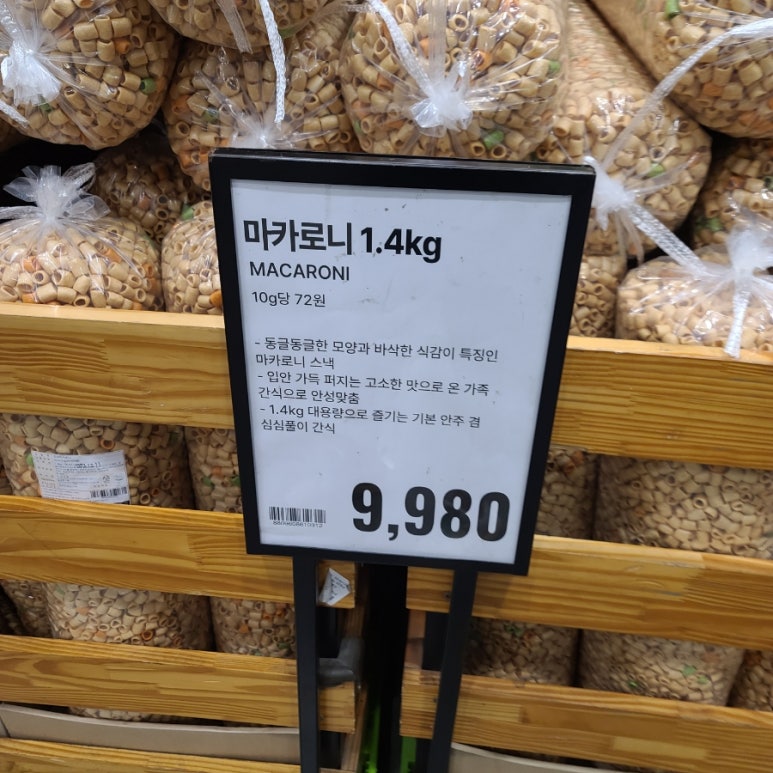 마카로니 1.4kg
MACARONI
10g당 72원
- 동글동글한 모양과 바삭한 식감이 특징인
마카로니 스낵
- 입안 가득 퍼지는 고소한 맛으로 온 가족
간식으로 안성맞춤
- 1.4kg 대용량으로 즐기는 기본 안주 겸
심심풀이 간식
9,980